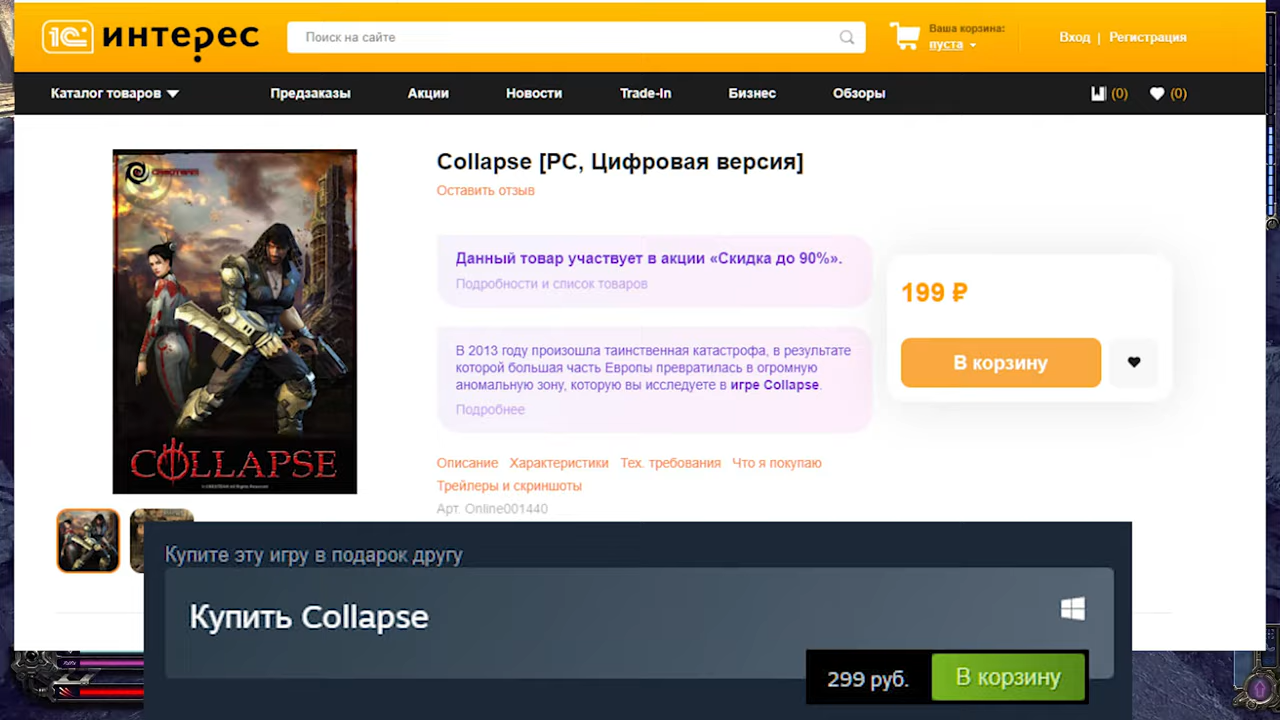 1С интерес
Поиск на сайте
Ваша корзина:
пуста
Вход | Регистрация
Каталог товаров
Предзаказы
Акции
Новости
Trade-In
Бизнес
Обзоры
(0)
(0)
Collapse [PC, Цифровая версия]
Оставить отзыв
Данный товар участвует в акции «Скидка до 90%».
Подробности и список товаров
199 ₽
В корзину
В 2013 году произошла таинственная катастрофа, в результате
которой большая часть Европы превратилась в огромную
аномальную зону, которую вы исследуете в игре Collapse.
Подробнее
COLLAPSE
Описание Характеристики Тех. требования Что я покупаю
Трейлеры и скриншоты
Арт. Online001440
Купите эту игру в подарок другу
Купить Collapse
299 руб.
В корзину